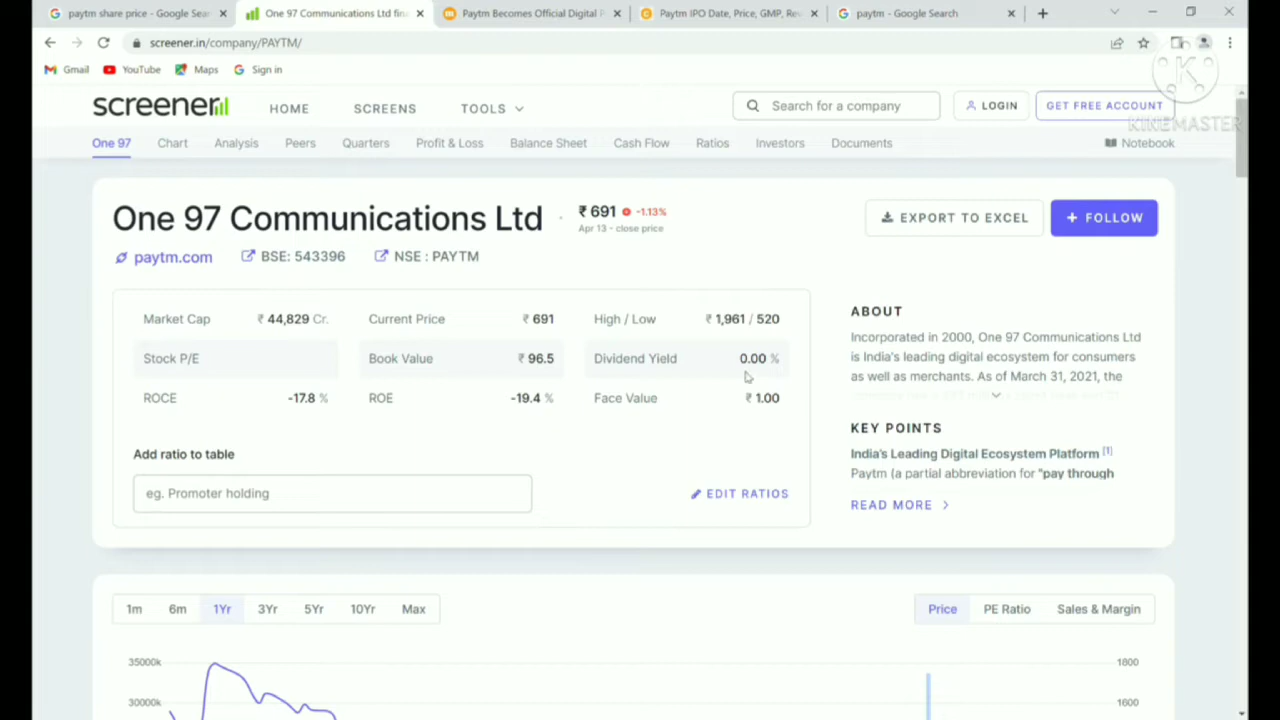 paytm share price - Google Sear
One 97 Communications Ltd fina
Paytm Becomes Official Digital P
Paytm IPO Date, Price, GMP, Rev
paytm - Google Search
screener.in/company/PAYTM/
Gmail
YouTube
Maps
Sign in
K
KINEMASTER
screener
HOME
SCREENS
TOOLS
Search for a company
LOGIN
GET FREE ACCOUNT
One 97
Chart
Analysis
Peers
Quarters
Profit & Loss
Balance Sheet
Cash Flow
Ratios
Investors
Documents
Notebook
One 97 Communications Ltd
₹ 691 -1.13%
Apr 13 - close price
EXPORT TO EXCEL
+ FOLLOW
paytm.com
BSE: 543396
NSE : PAYTM
Market Cap ₹ 44,829 Cr.
Current Price ₹ 691
High / Low ₹ 1,961 / 520
Stock P/E
Book Value ₹ 96.5
Dividend Yield 0.00 %
ROCE -17.8 %
ROE -19.4 %
Face Value ₹ 1.00
Add ratio to table
eg. Promoter holding
EDIT RATIOS
ABOUT
Incorporated in 2000, One 97 Communications Ltd
is India's leading digital ecosystem for consumers
as well as merchants. As of March 31, 2021, the
KEY POINTS
India's Leading Digital Ecosystem Platform [1]
Paytm (a partial abbreviation for "pay through
READ MORE
1m
6m
1Yr
3Yr
5Yr
10Yr
Max
Price
PE Ratio
Sales & Margin
35000k
1800
30000k
1600